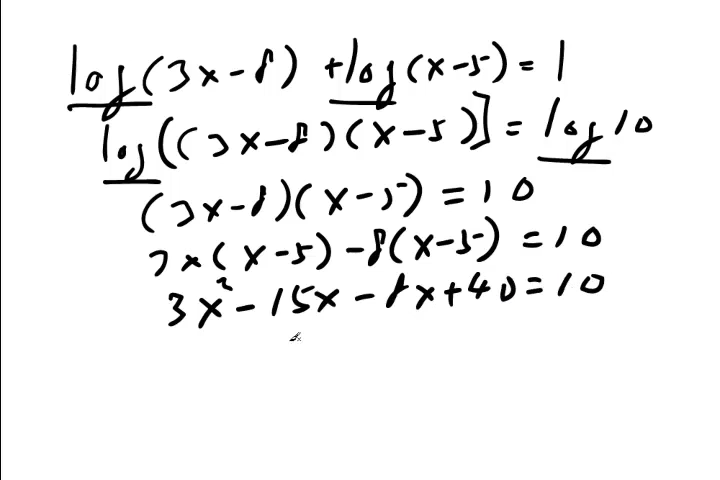 log(3x-8) +log(x-5)=1
log((3x-8)(x-5)]=log10
(3x-8)(x-5)=10
3x(x-5)-8(x-5)=10
3x²-15x-8x+40=10